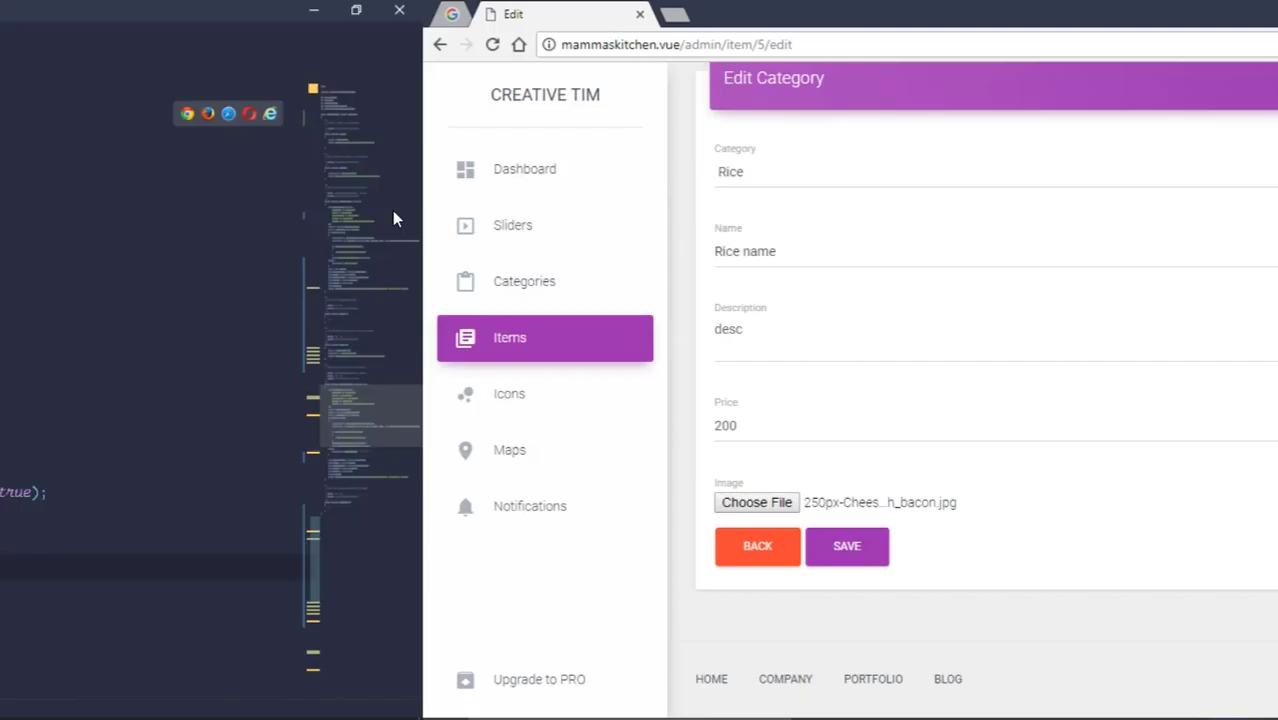 true);
Edit
mammaskitchen.vue/admin/item/5/edit
CREATIVE TIM
Dashboard
Sliders
Categories
Items
Icons
Maps
Notifications
Upgrade to PRO
Edit Category
Category
Rice
Name
Rice name
Description
desc
Price
200
Image
Choose File 250px-Chees...h_bacon.jpg
BACK SAVE
HOME COMPANY PORTFOLIO BLOG